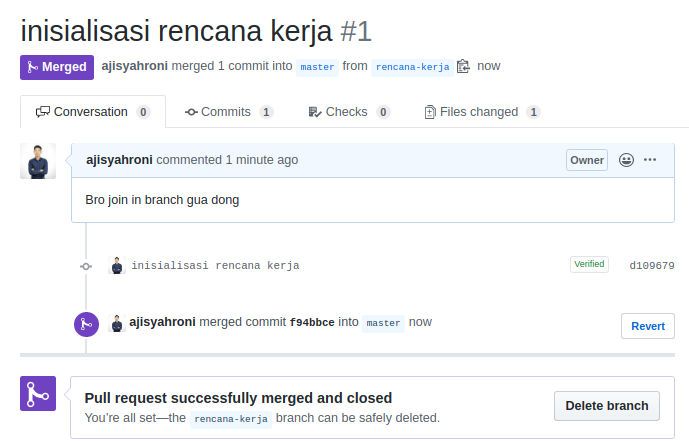 inisialisasi rencana kerja #1
Merged ajisyahroni merged 1 commit into master from rencana-kerja now
Conversation 0 Commits 1 Checks 0 Files changed 1
ajisyahroni commented 1 minute ago Owner
Bro join in branch gua dong
inisialisasi rencana kerja Verified d109679
ajisyahroni merged commit f94bbce into master now Revert
Pull request successfully merged and closed
You're all set—the rencana-kerja branch can be safely deleted.
Delete branch